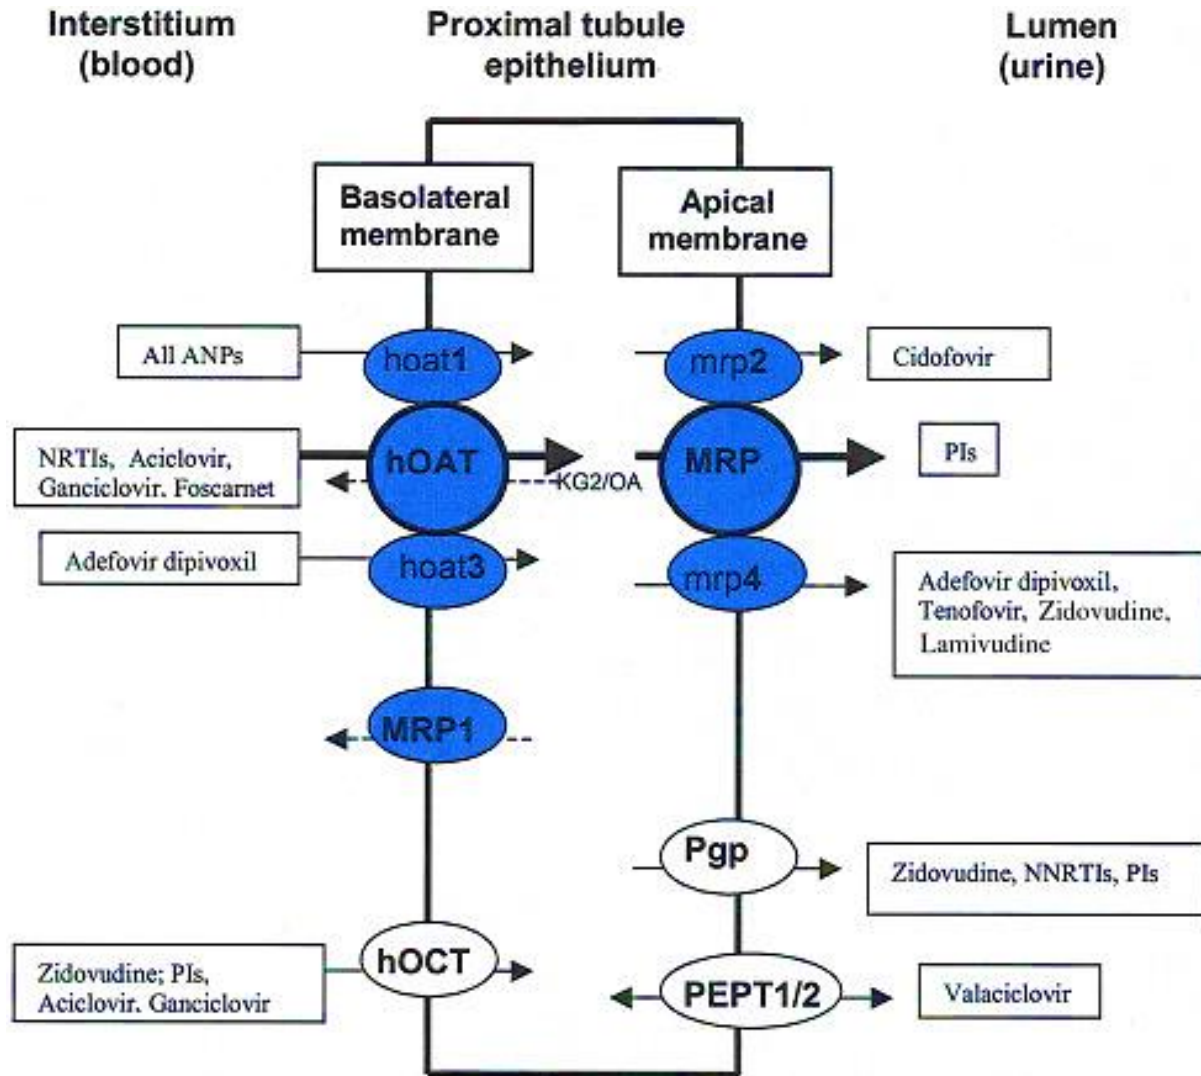 Interstitium
(blood)
Proximal tubule
epithelium
Lumen
(urine)
Basolateral
membrane
Apical
membrane
All ANPs
hoat1
mrp2
Cidofovir
NRTIs, Aciclovir,
Ganciclovir. Foscarnet
hOAT
KG2/OA
MRP
PIs
Adefovir dipivoxil
hoat3
mrp4
Adefovir dipivoxil,
Tenofovir, Zidovudine,
Lamivudine
MRP1
Pgp
Zidovudine, NNRTIs, PIs
Zidovudine; PIs,
Aciclovir. Ganciclovir
hOCT
PEPT1/2
Valaciclovir